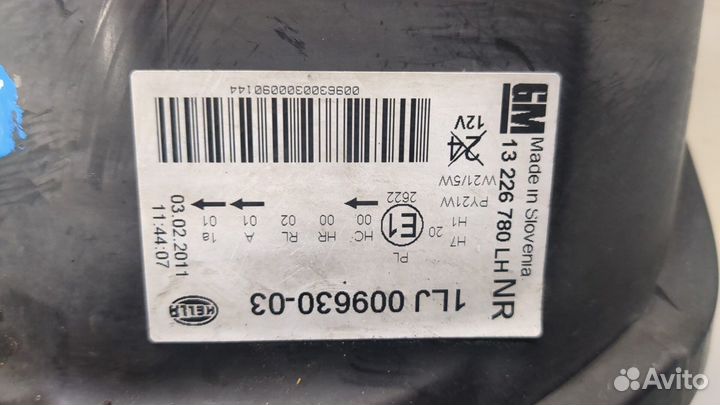 1LJ 009630-03
HELLA
PL
H7 20 HC HR RL A 1a
H1 E1 00 00 02 01 01
PY21W 2622
W21/5W
24
12V
GM
Made in Slovenia
13 226 780 LH NR
03.02.2011
11:44:07
Avito